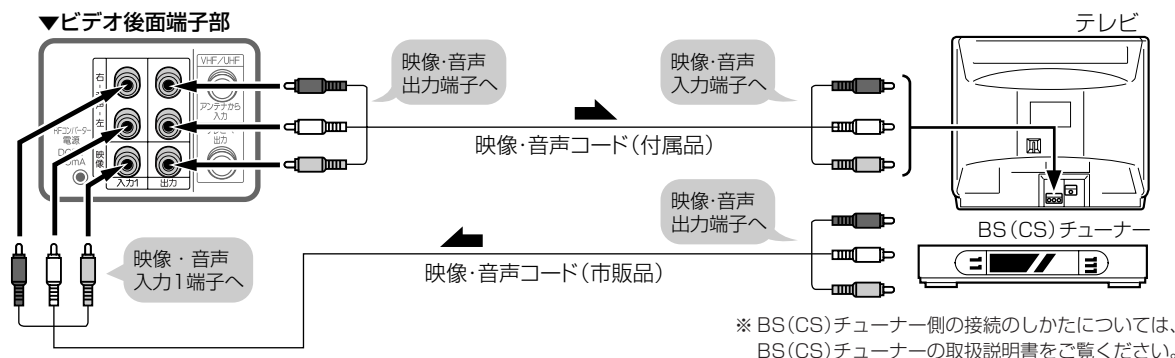 ▼ビデオ後面端子部
テレビ
VHF/UHF
アンテナから
入力
出力
右
左
電源
映像
入力1
出力
映像・音声
出力端子へ
映像・音声
入力端子へ
映像・音声コード(付属品)
映像・音声
出力端子へ
BS(CS)チューナー
映像・音声
入力1端子へ
映像・音声コード(市販品)
※ BS(CS)チューナー側の接続のしかたについては、
BS(CS)チューナーの取扱説明書をご覧ください。